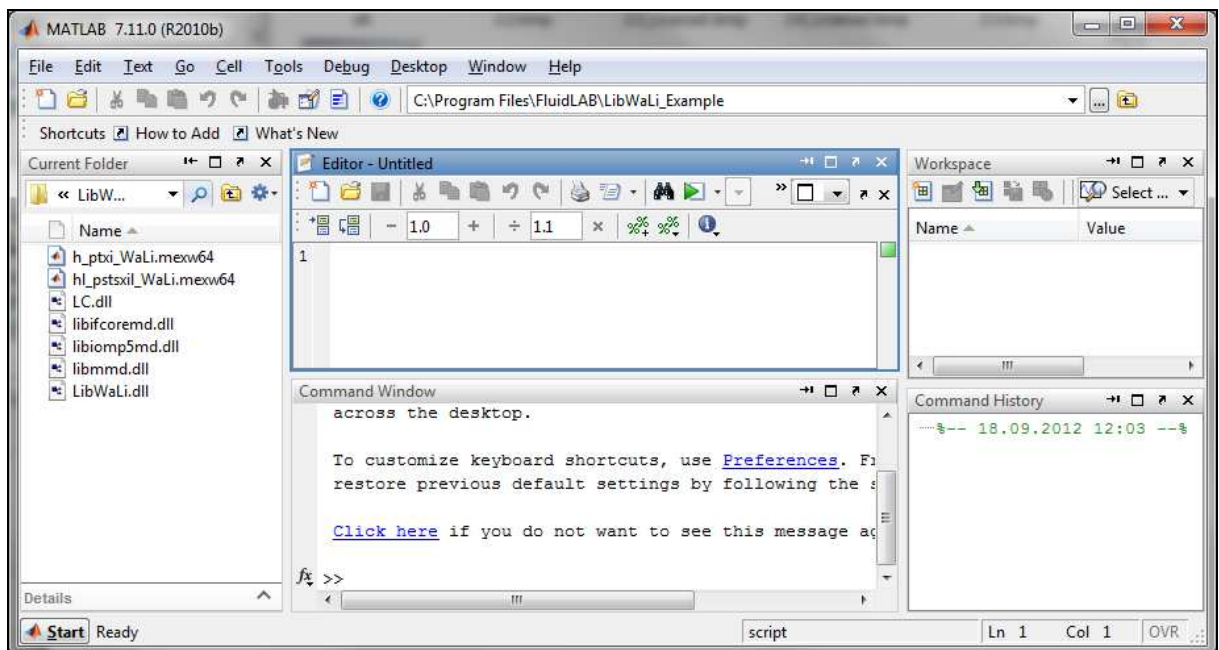 MATLAB 7.11.0 (R2010b)
File Edit Text Go Cell Tools Debug Desktop Window Help
C:\Program Files\FluidLAB\LibWaLi_Example
Shortcuts How to Add What's New
Current Folder
« LibW...
Name
h_ptxi_WaLi.mexw64
hl_pstsxil_WaLi.mexw64
LC.dll
libifcoremd.dll
libiomp5md.dll
libmmd.dll
LibWaLi.dll
Details
Editor - Untitled
1.0 + ÷ 1.1 ×
1
Command Window
across the desktop.
To customize keyboard shortcuts, use Preferences. Fr
restore previous default settings by following the s
Click here if you do not want to see this message ag
fx >>
Workspace
Select ...
Name Value
Command History
%-- 18.09.2012 12:03 --%
Start Ready
script Ln 1 Col 1 OVR